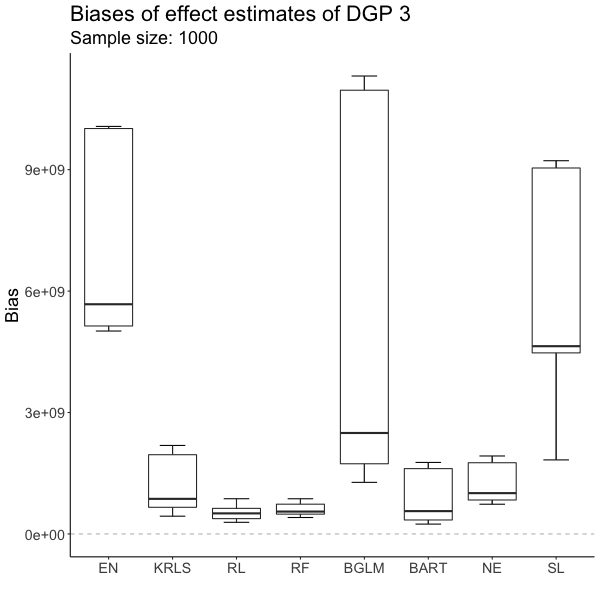 Biases of effect estimates of DGP 3
Sample size: 1000
9e+09
6e+09
3e+09
0e+00
Bias
EN KRLS RL RF BGLM BART NE SL